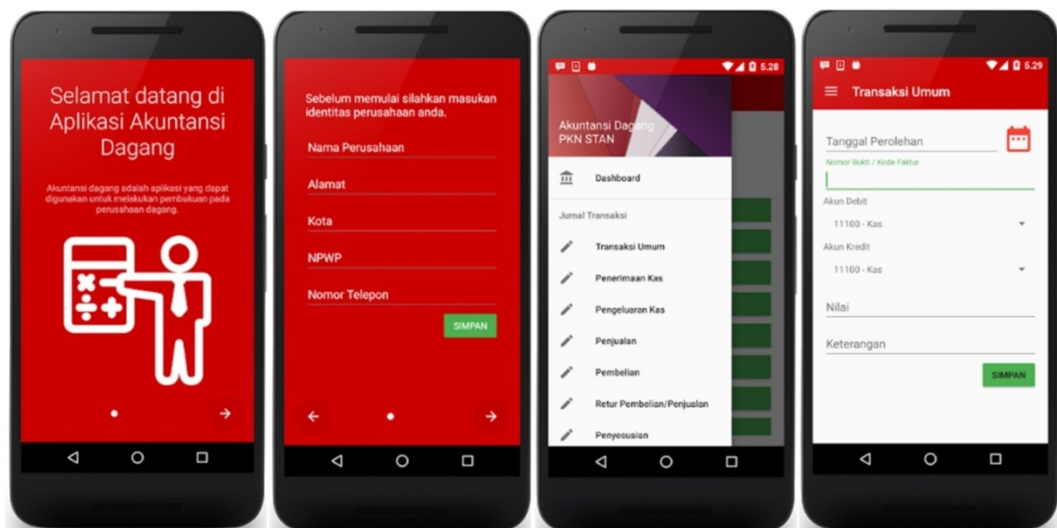 Selamat datang di
Aplikasi Akuntansi
Dagang
Akuntansi dagang adalah aplikasi yang dapat
digunakan untuk melakukan pembukuan pada
perusahaan dagang.
Sebelum memulai silahkan masukan
identitas perusahaan anda.
Nama Perusahaan
Alamat
Kota
NPWP
Nomor Telepon
SIMPAN
5.28
Akuntansi Dagang
PKN STAN
Dashboard
Jurnal Transaksi
Transaksi Umum
Penerimaan Kas
Pengeluaran Kas
Penjualan
Pembelian
Retur Pembelian/Penjualan
Penyesuaian
5.29
Transaksi Umum
Tanggal Perolehan
Nomor Bukti / Kode Faktur
Akun Debit
11100 - Kas
Akun Kredit
11100 - Kas
Nilai
Keterangan
SIMPAN